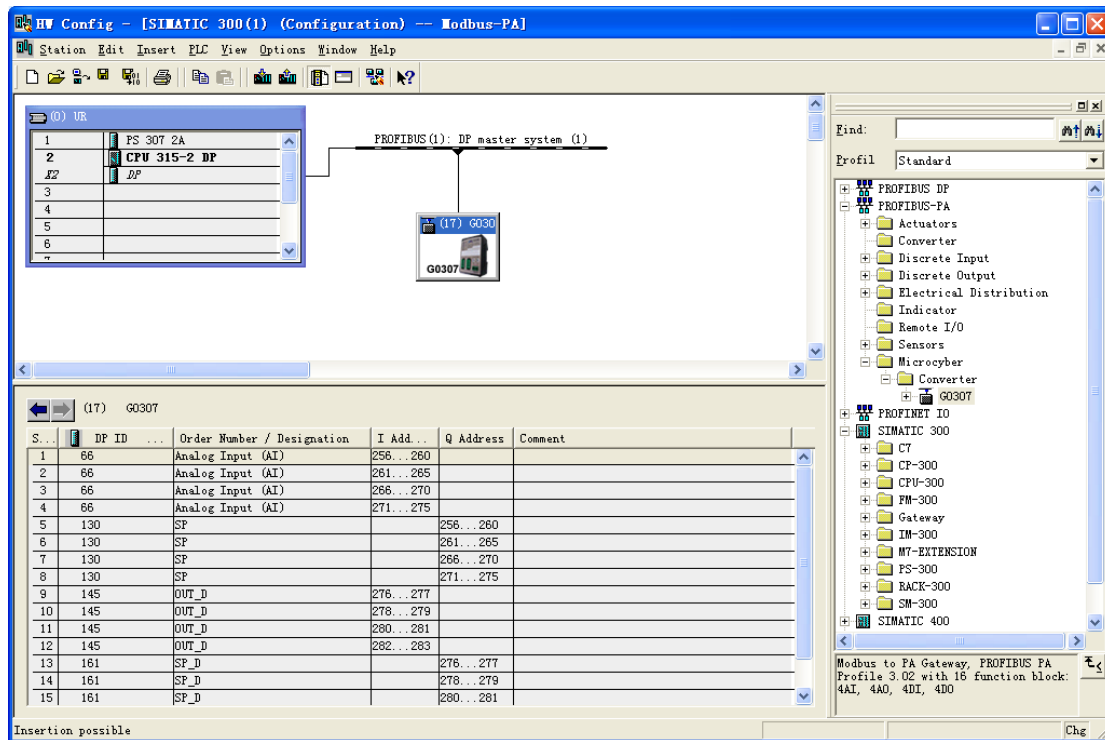 HW Config - [SIMATIC 300(1) (Configuration) -- Modbus-PA]
Station Edit Insert PLC View Options Window Help
(0) UR
1 PS 307 2A
2 CPU 315-2 DP
X2 DP
3
4
5
6
7
PROFIBUS(1): DP master system (1)
(17) G030
G0307
Find:
Profil Standard
PROFIBUS DP
PROFIBUS-PA
Actuators
Converter
Discrete Input
Discrete Output
Electrical Distribution
Indicator
Remote I/O
Sensors
Microcyber
Converter
G0307
PROFINET IO
SIMATIC 300
C7
CP-300
CPU-300
FM-300
Gateway
IM-300
M7-EXTENSION
PS-300
RACK-300
SM-300
SIMATIC 400
Modbus to PA Gateway, PROFIBUS PA
Profile 3.02 with 16 function block:
4AI, 4AO, 4DI, 4DO
(17) G0307
S... DP ID ... Order Number / Designation I Add... Q Address Comment
1 66 Analog Input (AI) 256...260
2 66 Analog Input (AI) 261...265
3 66 Analog Input (AI) 266...270
4 66 Analog Input (AI) 271...275
5 130 SP 256...260
6 130 SP 261...265
7 130 SP 266...270
8 130 SP 271...275
9 145 OUT_D 276...277
10 145 OUT_D 278...279
11 145 OUT_D 280...281
12 145 OUT_D 282...283
13 161 SP_D 276...277
14 161 SP_D 278...279
15 161 SP_D 280...281
Insertion possible
Chg